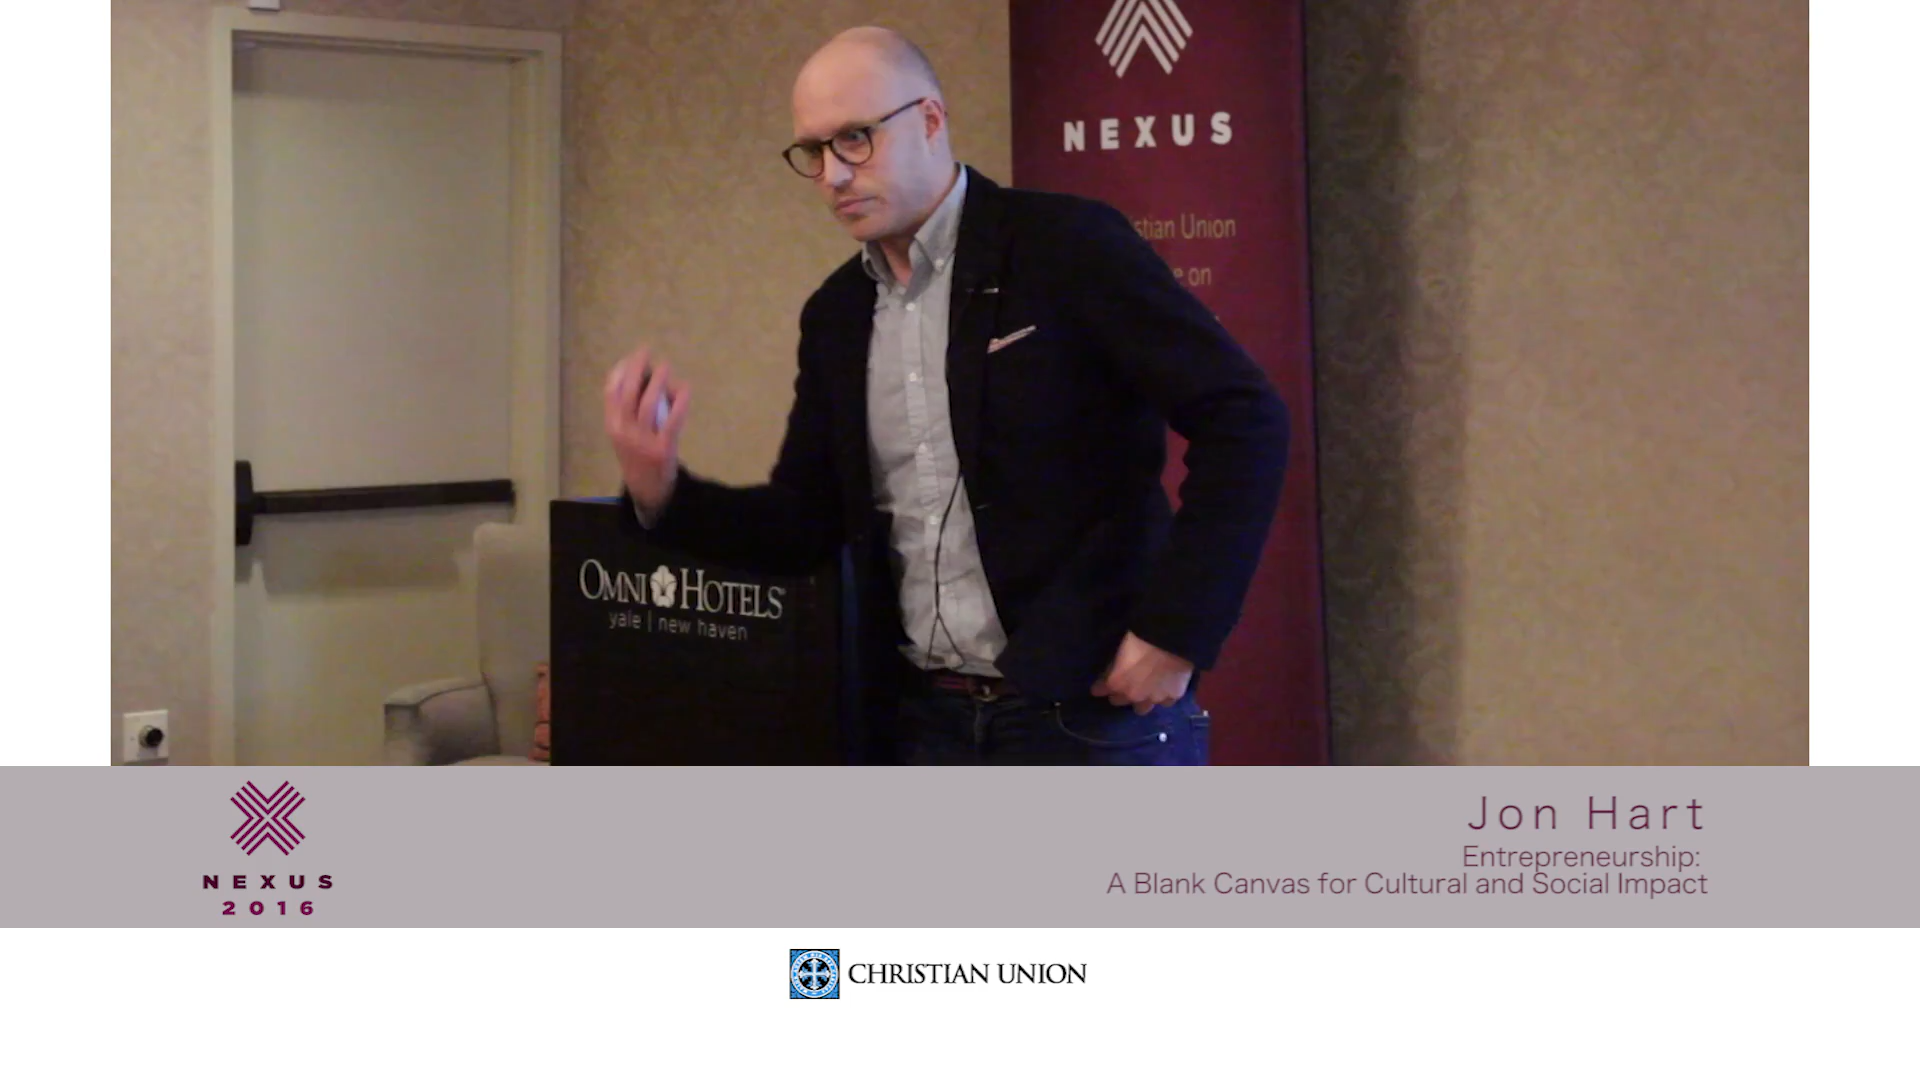 NEXUS
stian Union
e on
OMNI HOTELS
yale | new haven
NEXUS
2016
Jon Hart
Entrepreneurship:
A Blank Canvas for Cultural and Social Impact
CHRISTIAN UNION